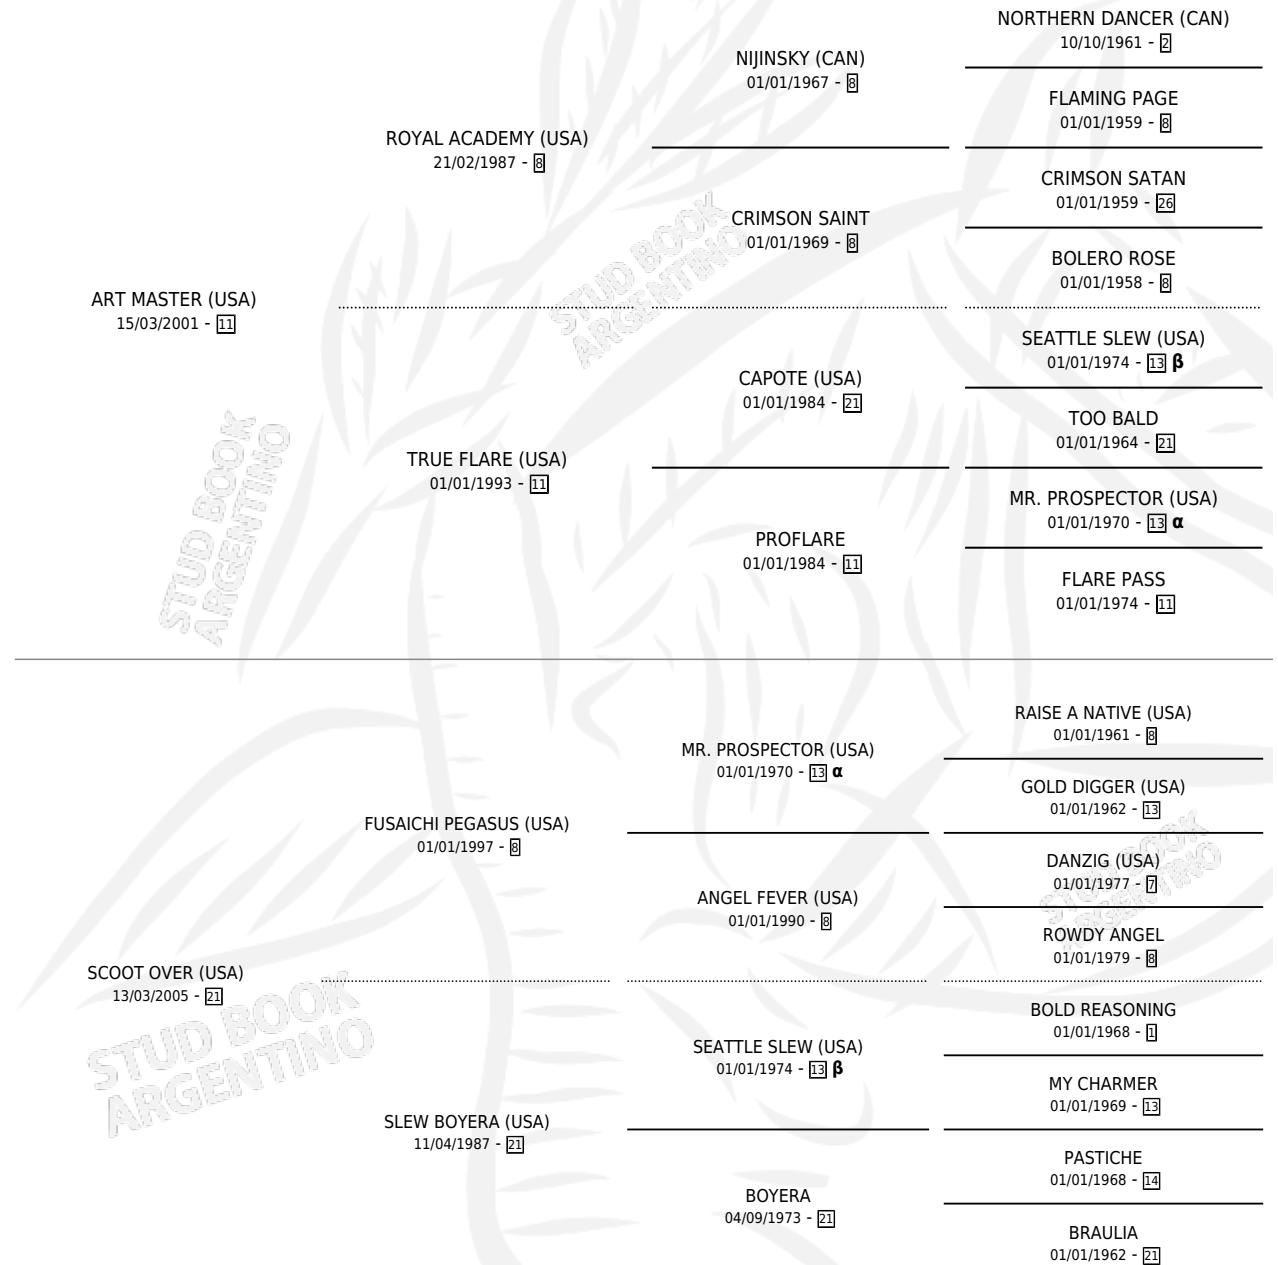 NORTHERN DANCER (CAN)
10/10/1961 - 2
NIJINSKY (CAN)
01/01/1967 - 8
FLAMING PAGE
01/01/1959 - 8
ROYAL ACADEMY (USA)
21/02/1987 - 8
CRIMSON SATAN
01/01/1959 - 26
CRIMSON SAINT
01/01/1969 - 8
BOLERO ROSE
01/01/1958 - 8
ART MASTER (USA)
15/03/2001 - 11
SEATTLE SLEW (USA)
01/01/1974 - 13 β
CAPOTE (USA)
01/01/1984 - 21
TOO BALD
01/01/1964 - 21
TRUE FLARE (USA)
01/01/1993 - 11
MR. PROSPECTOR (USA)
01/01/1970 - 13 α
PROFLARE
01/01/1984 - 11
FLARE PASS
01/01/1974 - 11
RAISE A NATIVE (USA)
01/01/1961 - 8
MR. PROSPECTOR (USA)
01/01/1970 - 13 α
GOLD DIGGER (USA)
01/01/1962 - 13
FUSAICHI PEGASUS (USA)
01/01/1997 - 8
DANZIG (USA)
01/01/1977 - 7
ANGEL FEVER (USA)
01/01/1990 - 8
ROWDY ANGEL
01/01/1979 - 8
SCOOT OVER (USA)
13/03/2005 - 21
BOLD REASONING
01/01/1968 - 1
SEATTLE SLEW (USA)
01/01/1974 - 13 β
MY CHARMER
01/01/1969 - 13
SLEW BOYERA (USA)
11/04/1987 - 21
PASTICHE
01/01/1968 - 14
BOYERA
04/09/1973 - 21
BRAULIA
01/01/1962 - 21
STUD BOOK
ARGENTINO
STUD BOOK
ARGENTINO
STUD BOOK
ARGENTINO
STUD BOOK
ARGENTINO